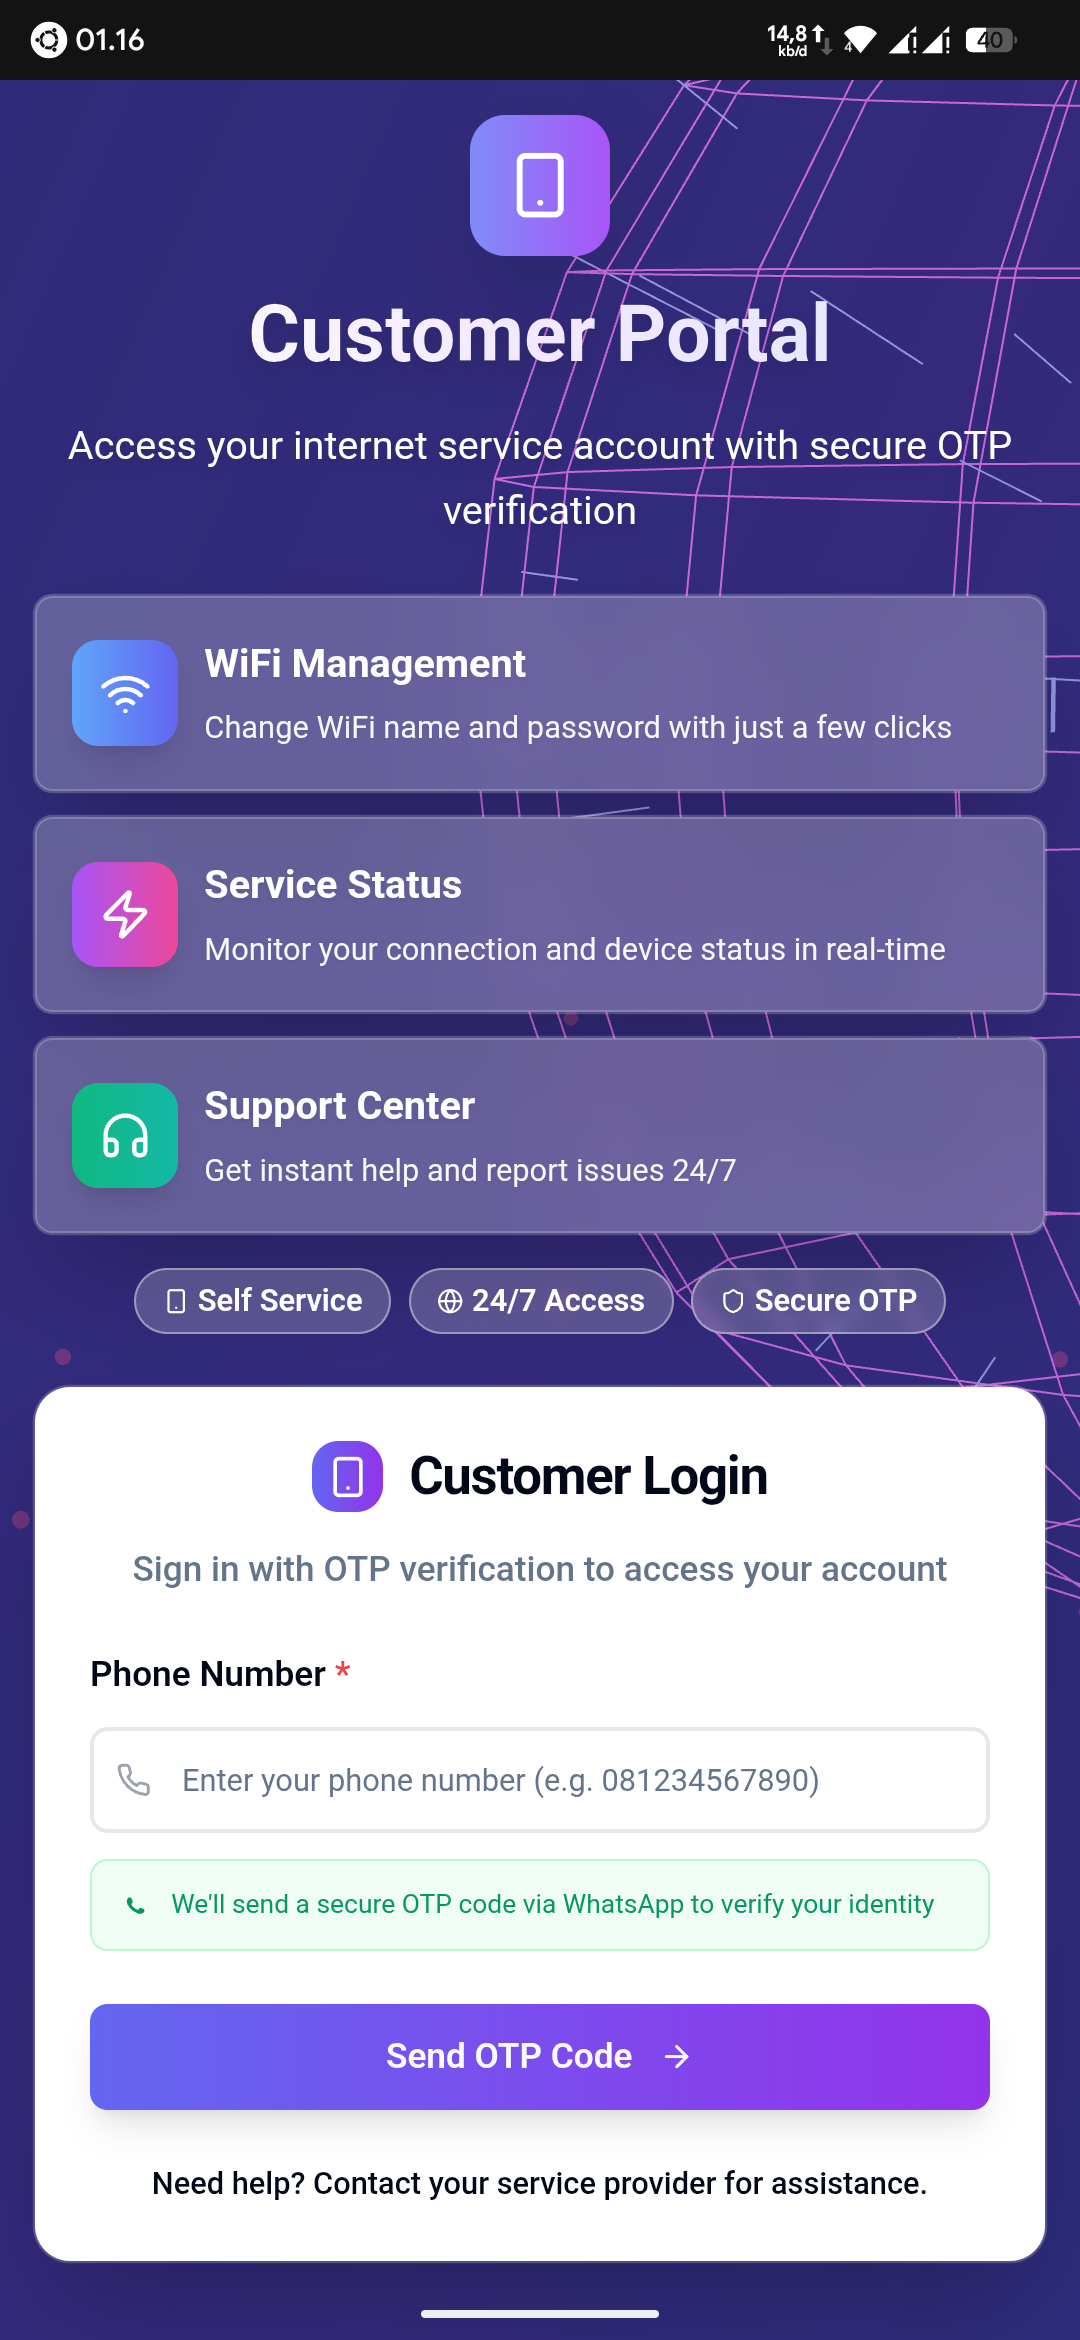 01.16
14,8
kb/d
4
40
Customer Portal
Access your internet service account with secure OTP
verification
WiFi Management
Change WiFi name and password with just a few clicks
Service Status
Monitor your connection and device status in real-time
Support Center
Get instant help and report issues 24/7
Self Service
24/7 Access
Secure OTP
Customer Login
Sign in with OTP verification to access your account
Phone Number *
Enter your phone number (e.g. 081234567890)
We'll send a secure OTP code via WhatsApp to verify your identity
Send OTP Code →
Need help? Contact your service provider for assistance.